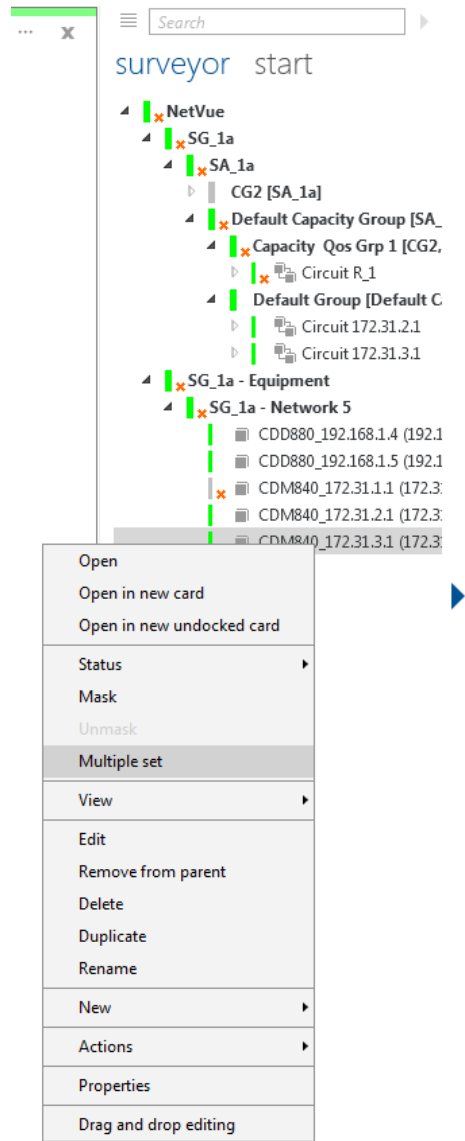 ... x
Search
surveyor start
NetVue
SG_1a
SA_1a
CG2 [SA_1a]
Default Capacity Group [SA_
Capacity Qos Grp 1 [CG2,
Circuit R_1
Default Group [Default Ca
Circuit 172.31.2.1
Circuit 172.31.3.1
SG_1a - Equipment
SG_1a - Network 5
CDD880_192.168.1.4 (192.1
CDD880_192.168.1.5 (192.1
CDM840_172.31.1.1 (172.3
CDM840_172.31.2.1 (172.3
CDM840_172.31.3.1 (172.3
Open
Open in new card
Open in new undocked card
Status
Mask
Unmask
Multiple set
View
Edit
Remove from parent
Delete
Duplicate
Rename
New
Actions
Properties
Drag and drop editing